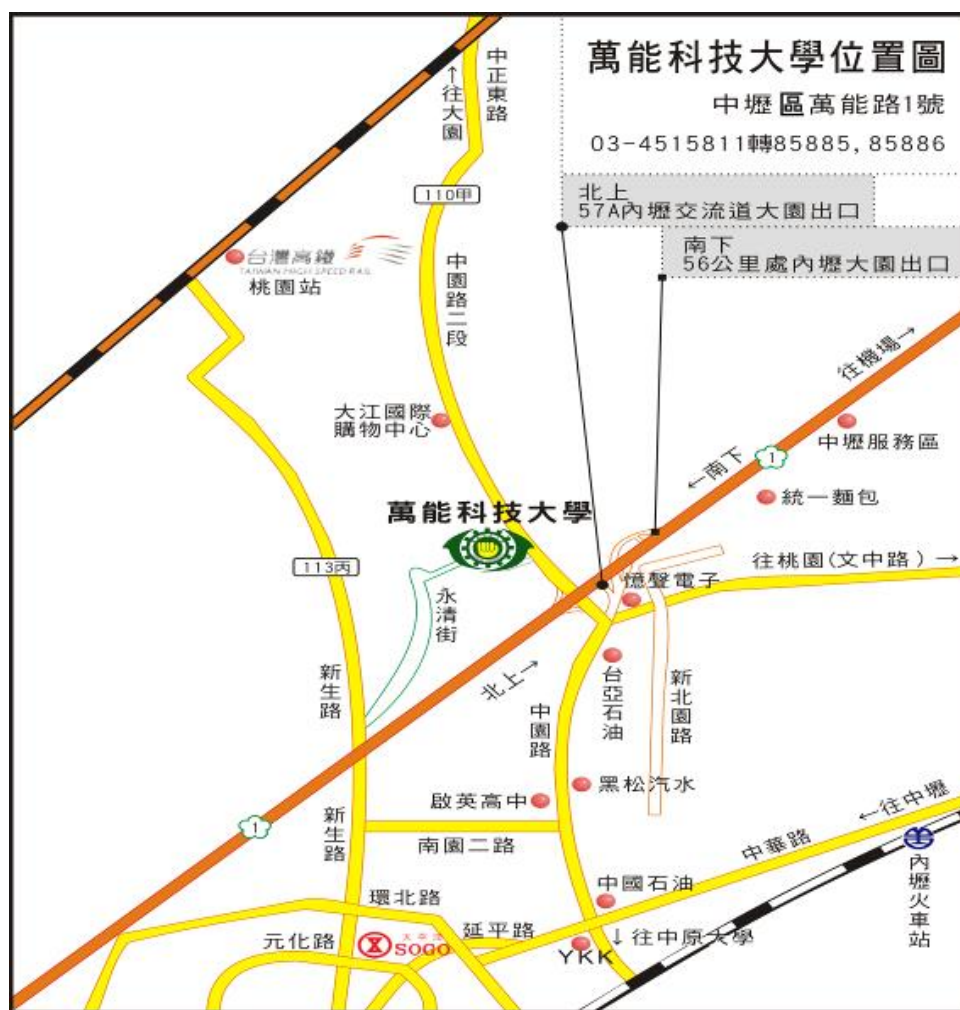 萬能科技大學位置圖
中壢區萬能路1號
03-4515811轉85885, 85886
北上
57A內壢交流道大園出口
南下
56公里處內壢大園出口
中正東路
↑往大園
110甲
台灣高鐵
TAIWAN HIGH SPEED RAIL
桃園站
中園路二段
往機場→
大江國際
購物中心
中壢服務區
1
←南下
統一麵包
萬能科技大學
往桃園(文中路)→
113丙
憶聲電子
永清街
新生路
北上→
台亞石油
新北園路
中園路
黑松汽水
啟英高中
1
新生路
南園二路
中華路
←往中壢
內壢火車站
環北路
中國石油
元化路
太平洋
SOGO
延平路
↓往中原大學
YKK